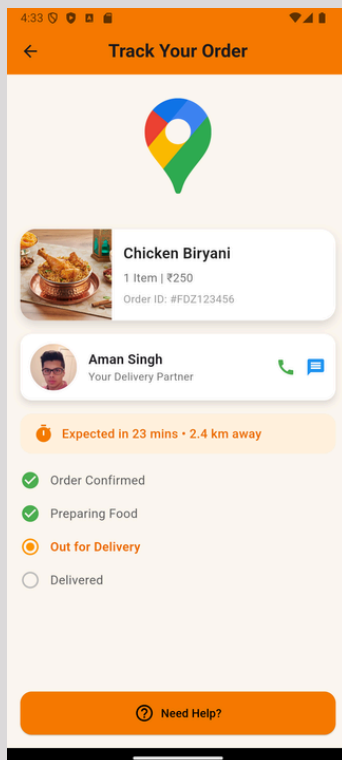 4:33
Track Your Order
Chicken Biryani
1 Item | ₹250
Order ID: #FDZ123456
Aman Singh
Your Delivery Partner
Expected in 23 mins • 2.4 km away
Order Confirmed
Preparing Food
Out for Delivery
Delivered
Need Help?